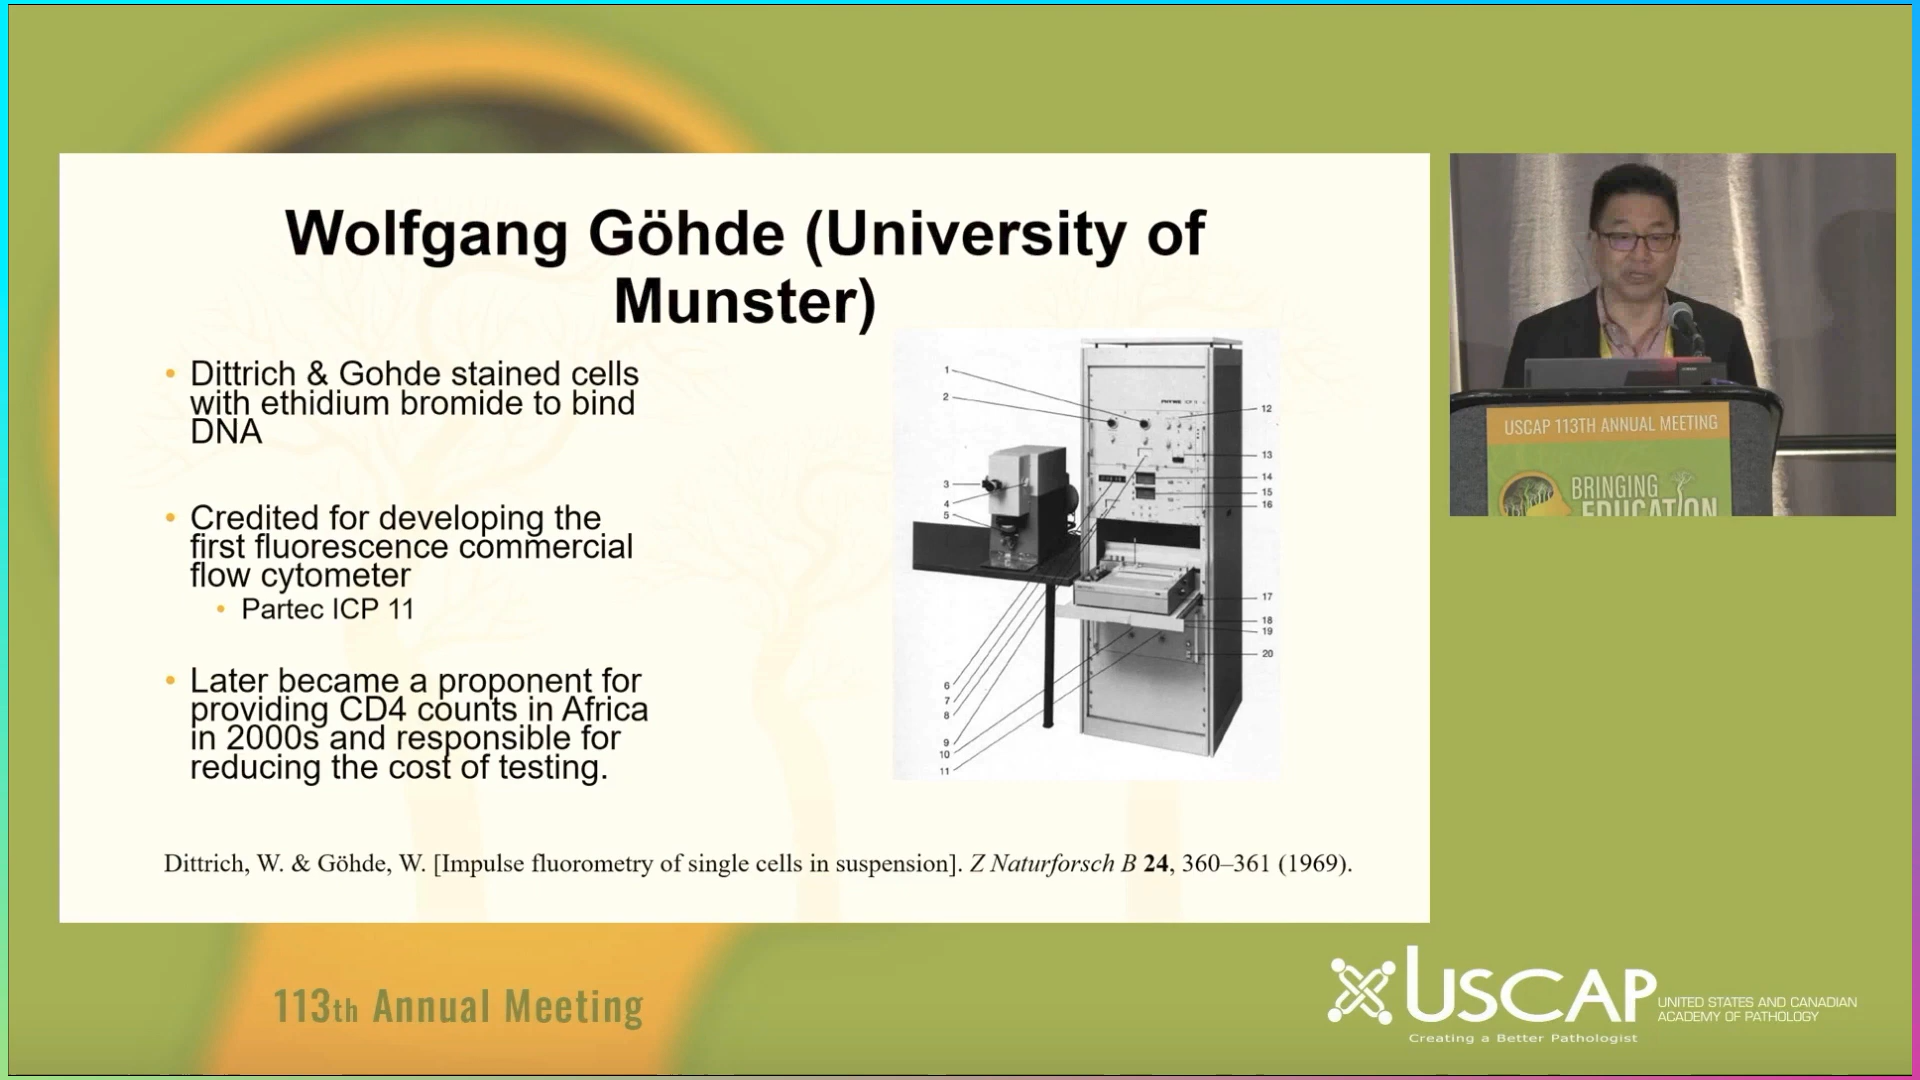 Wolfgang Göhde (University of
Munster)
• Dittrich & Gohde stained cells
with ethidium bromide to bind
DNA
• Credited for developing the
first fluorescence commercial
flow cytometer
• Partec ICP 11
• Later became a proponent for
providing CD4 counts in Africa
in 2000s and responsible for
reducing the cost of testing.
1
2
3
4
5
6
7
8
9
10
11
PHYWE ICP 11
12
13
14
15
16
17
18
19
20
Dittrich, W. & Göhde, W. [Impulse fluorometry of single cells in suspension]. Z Naturforsch B 24, 360–361 (1969).
USCAP 113TH ANNUAL MEETING
BRINGING
EDUCATION
113th Annual Meeting
USCAP
UNITED STATES AND CANADIAN
ACADEMY OF PATHOLOGY
Creating a Better Pathologist